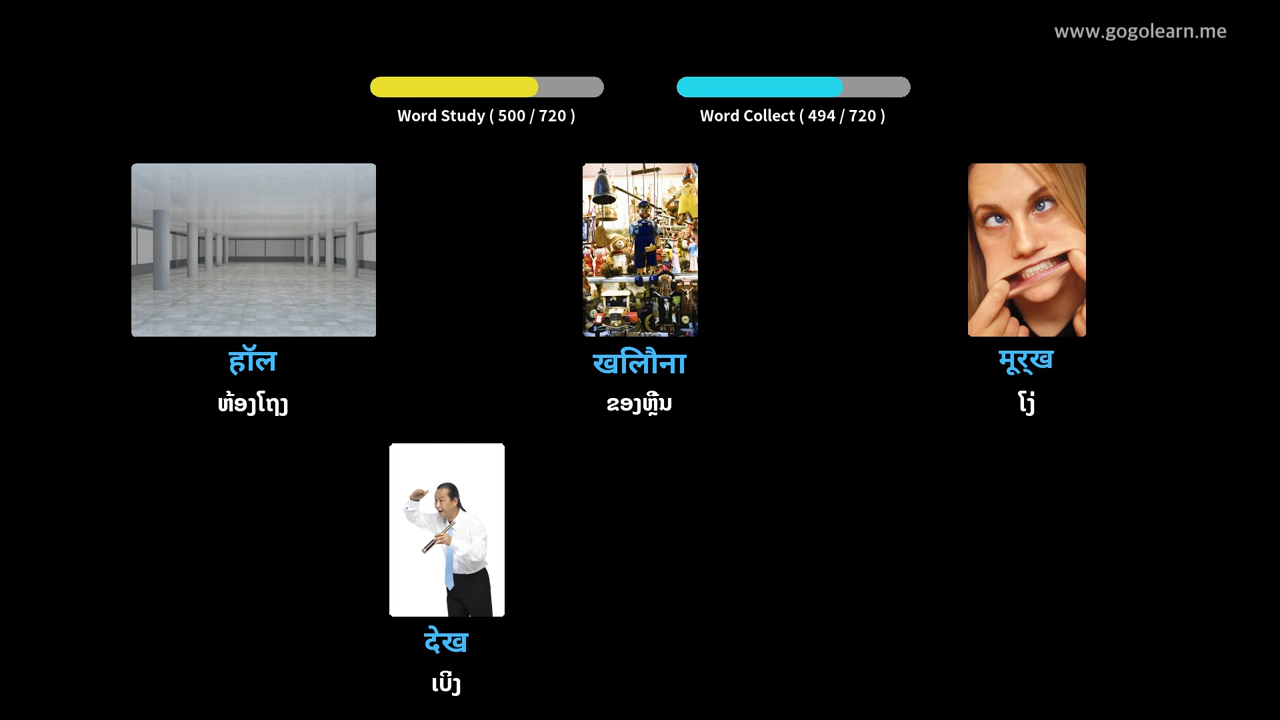 www.gogolearn.me
Word Study ( 500 / 720 )
Word Collect ( 494 / 720 )
हॉल
ຫ້ອງໂຖງ
खलिौना
ຂອງຫຼີ້ນ
मूर्ख
ໂງ່
देख
ເບິ່ງ